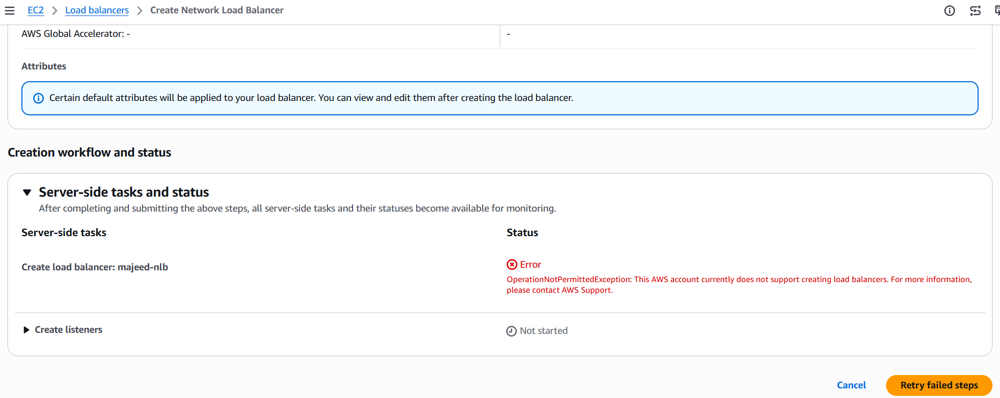 EC2 > Load balancers > Create Network Load Balancer
AWS Global Accelerator: -
-
Attributes
Certain default attributes will be applied to your load balancer. You can view and edit them after creating the load balancer.
Creation workflow and status
Server-side tasks and status
After completing and submitting the above steps, all server-side tasks and their statuses become available for monitoring.
Server-side tasks
Status
Create load balancer: majeed-nlb
Error
OperationNotPermittedException: This AWS account currently does not support creating load balancers. For more information,
please contact AWS Support.
Create listeners
Not started
Cancel
Retry failed steps